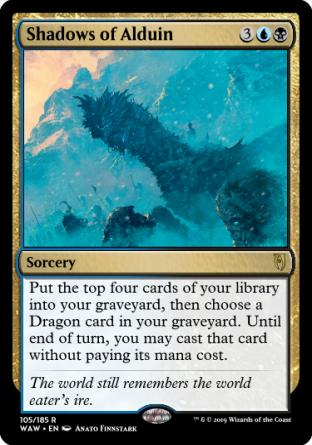 Shadows of Alduin 3
Sorcery
Put the top four cards of your library
into your graveyard, then choose a
Dragon card in your graveyard. Until
end of turn, you may cast that card
without paying its mana cost.
The world still remembers the world
eater's ire.
105/185 R
WAW • EN ANATO FINNSTARK
™ & © 2019 Wizards of the Coast